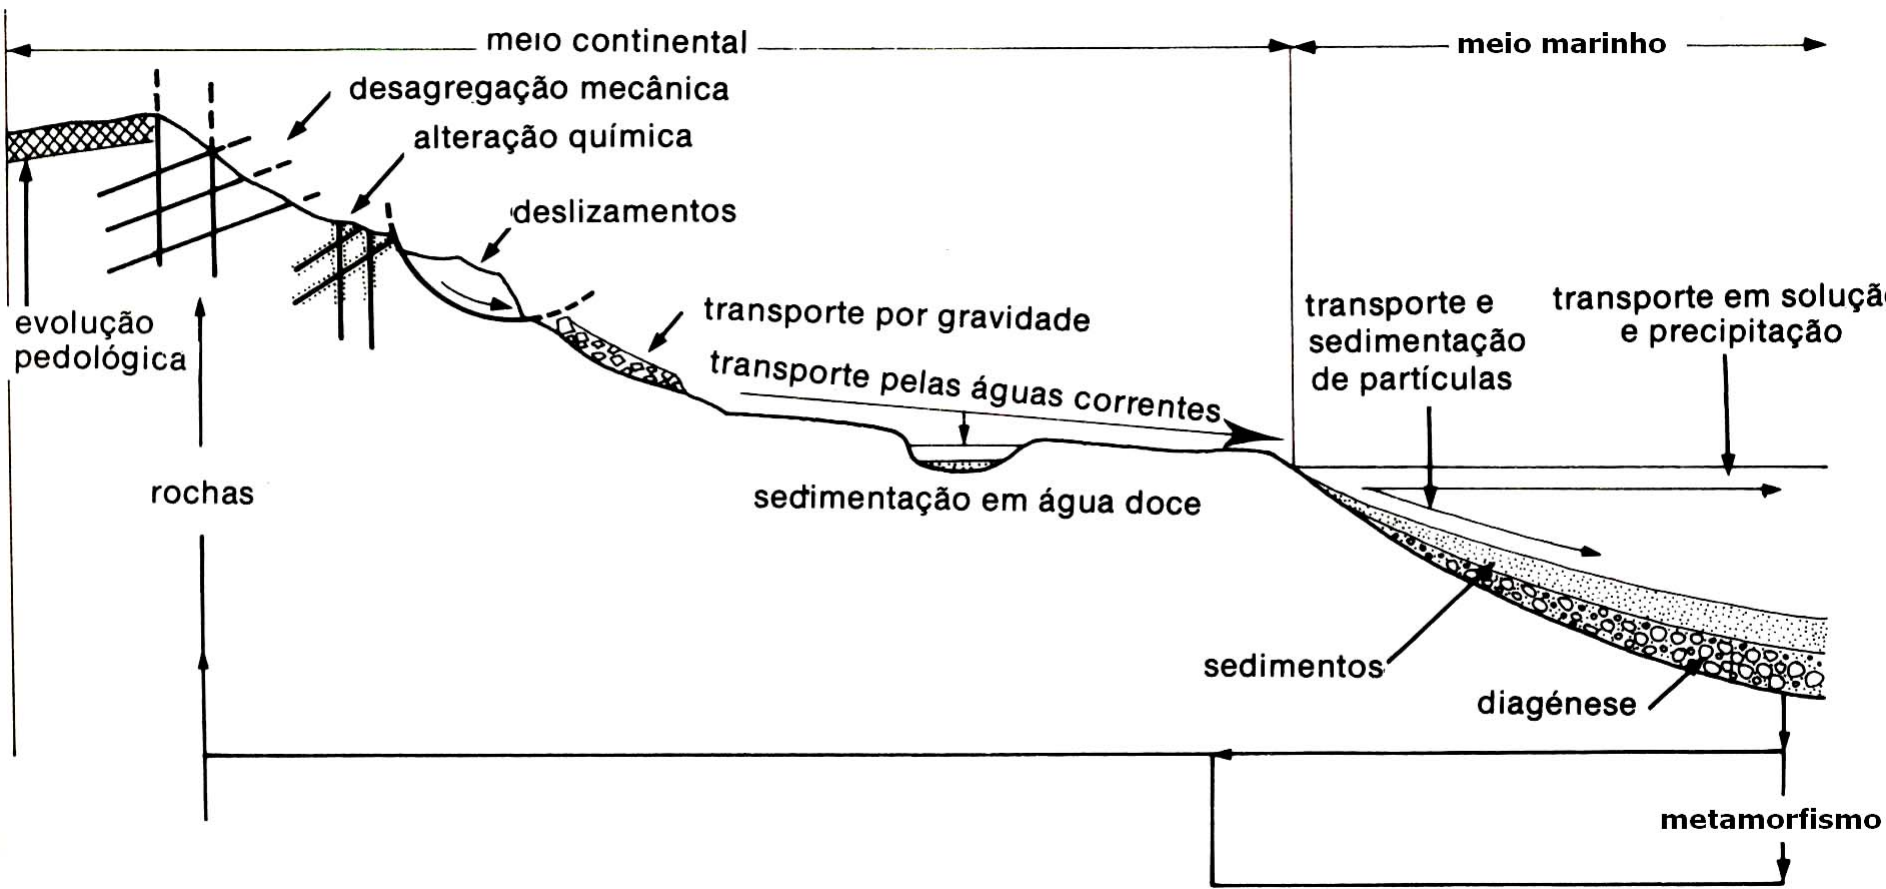 meio continental
meio marinho
desagregação mecânica
alteração química
deslizamentos
evolução
pedológica
transporte por gravidade
transporte pelas águas correntes
transporte e
sedimentação
de partículas
transporte em soluçã
e precipitação
rochas
sedimentação em água doce
sedimentos
diagénese
metamorfismo